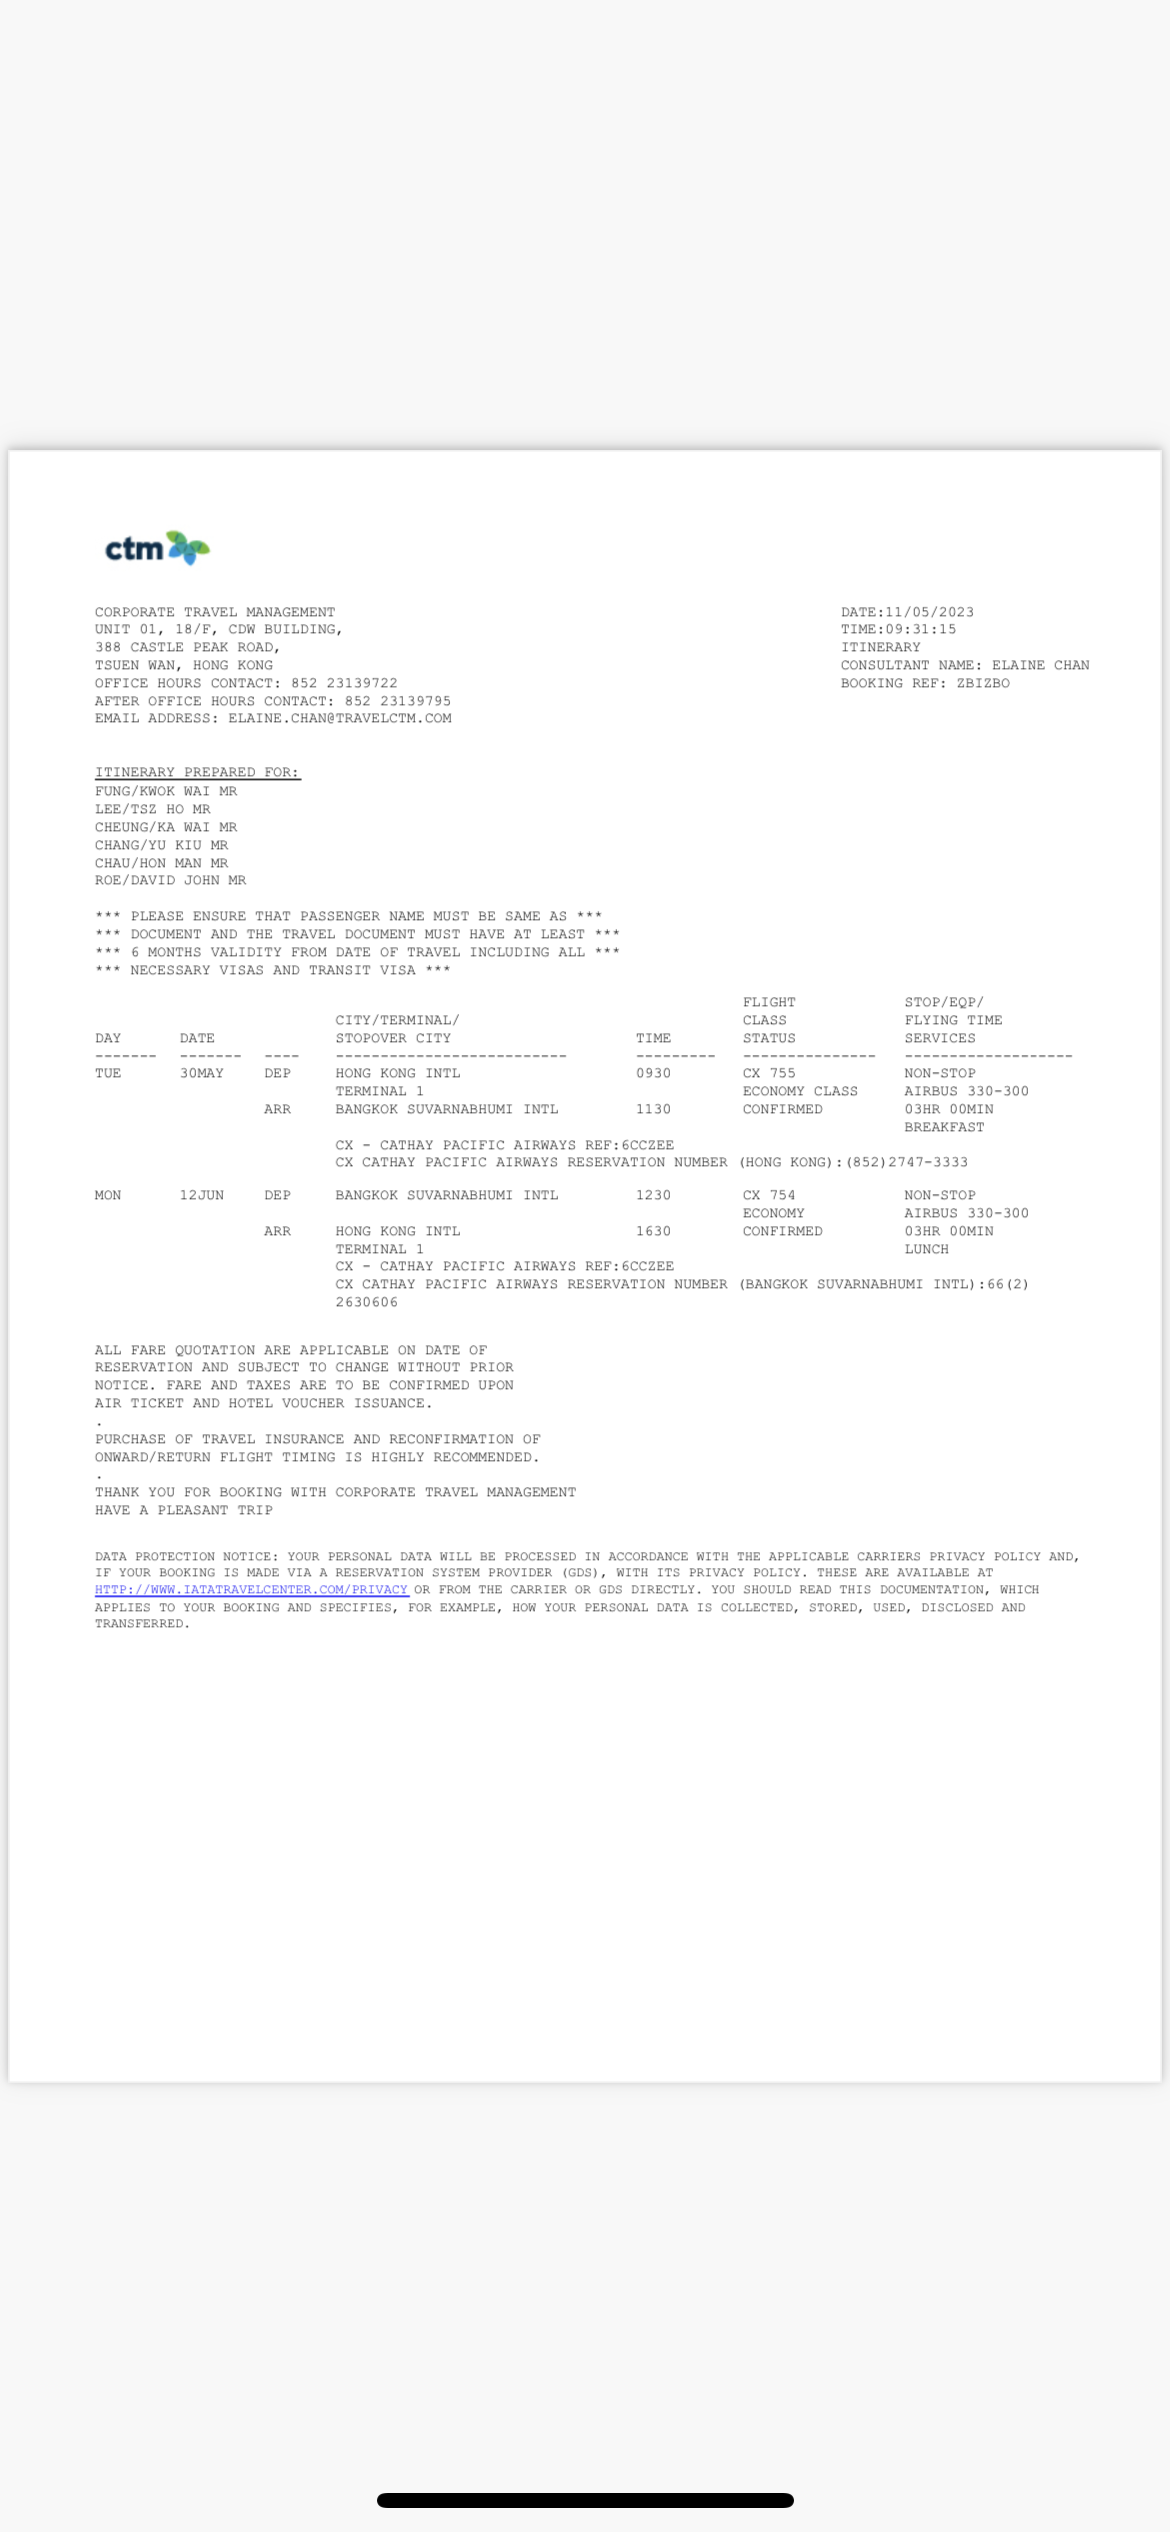 ctm
CORPORATE TRAVEL MANAGEMENT
UNIT 01, 18/F, CDW BUILDING,
388 CASTLE PEAK ROAD,
TSUEN WAN, HONG KONG
OFFICE HOURS CONTACT: 852 23139722
AFTER OFFICE HOURS CONTACT: 852 23139795
EMAIL ADDRESS: ELAINE.CHAN@TRAVELCTM.COM
DATE:11/05/2023
TIME:09:31:15
ITINERARY
CONSULTANT NAME: ELAINE CHAN
BOOKING REF: ZBIZBO
ITINERARY PREPARED FOR:
FUNG/KWOK WAI MR
LEE/TSZ HO MR
CHEUNG/KA WAI MR
CHANG/YU KIU MR
CHAU/HON MAN MR
ROE/DAVID JOHN MR
*** PLEASE ENSURE THAT PASSENGER NAME MUST BE SAME AS ***
*** DOCUMENT AND THE TRAVEL DOCUMENT MUST HAVE AT LEAST ***
*** 6 MONTHS VALIDITY FROM DATE OF TRAVEL INCLUDING ALL ***
*** NECESSARY VISAS AND TRANSIT VISA ***
FLIGHT STOP/EQP/
CITY/TERMINAL/ CLASS FLYING TIME
DAY DATE STOPOVER CITY TIME STATUS SERVICES
------- ------- ---- -------------------------- --------- --------------- -------------------
TUE 30MAY DEP HONG KONG INTL 0930 CX 755 NON-STOP
TERMINAL 1 ECONOMY CLASS AIRBUS 330-300
ARR BANGKOK SUVARNABHUMI INTL 1130 CONFIRMED 03HR 00MIN
BREAKFAST
CX - CATHAY PACIFIC AIRWAYS REF:6CCZEE
CX CATHAY PACIFIC AIRWAYS RESERVATION NUMBER (HONG KONG):(852)2747-3333
MON 12JUN DEP BANGKOK SUVARNABHUMI INTL 1230 CX 754 NON-STOP
ECONOMY AIRBUS 330-300
ARR HONG KONG INTL 1630 CONFIRMED 03HR 00MIN
TERMINAL 1 LUNCH
CX - CATHAY PACIFIC AIRWAYS REF:6CCZEE
CX CATHAY PACIFIC AIRWAYS RESERVATION NUMBER (BANGKOK SUVARNABHUMI INTL):66(2)
2630606
ALL FARE QUOTATION ARE APPLICABLE ON DATE OF
RESERVATION AND SUBJECT TO CHANGE WITHOUT PRIOR
NOTICE. FARE AND TAXES ARE TO BE CONFIRMED UPON
AIR TICKET AND HOTEL VOUCHER ISSUANCE.
.
PURCHASE OF TRAVEL INSURANCE AND RECONFIRMATION OF
ONWARD/RETURN FLIGHT TIMING IS HIGHLY RECOMMENDED.
.
THANK YOU FOR BOOKING WITH CORPORATE TRAVEL MANAGEMENT
HAVE A PLEASANT TRIP
DATA PROTECTION NOTICE: YOUR PERSONAL DATA WILL BE PROCESSED IN ACCORDANCE WITH THE APPLICABLE CARRIERS PRIVACY POLICY AND,
IF YOUR BOOKING IS MADE VIA A RESERVATION SYSTEM PROVIDER (GDS), WITH ITS PRIVACY POLICY. THESE ARE AVAILABLE AT
HTTP://WWW.IATATRAVELCENTER.COM/PRIVACY OR FROM THE CARRIER OR GDS DIRECTLY. YOU SHOULD READ THIS DOCUMENTATION, WHICH
APPLIES TO YOUR BOOKING AND SPECIFIES, FOR EXAMPLE, HOW YOUR PERSONAL DATA IS COLLECTED, STORED, USED, DISCLOSED AND
TRANSFERRED.